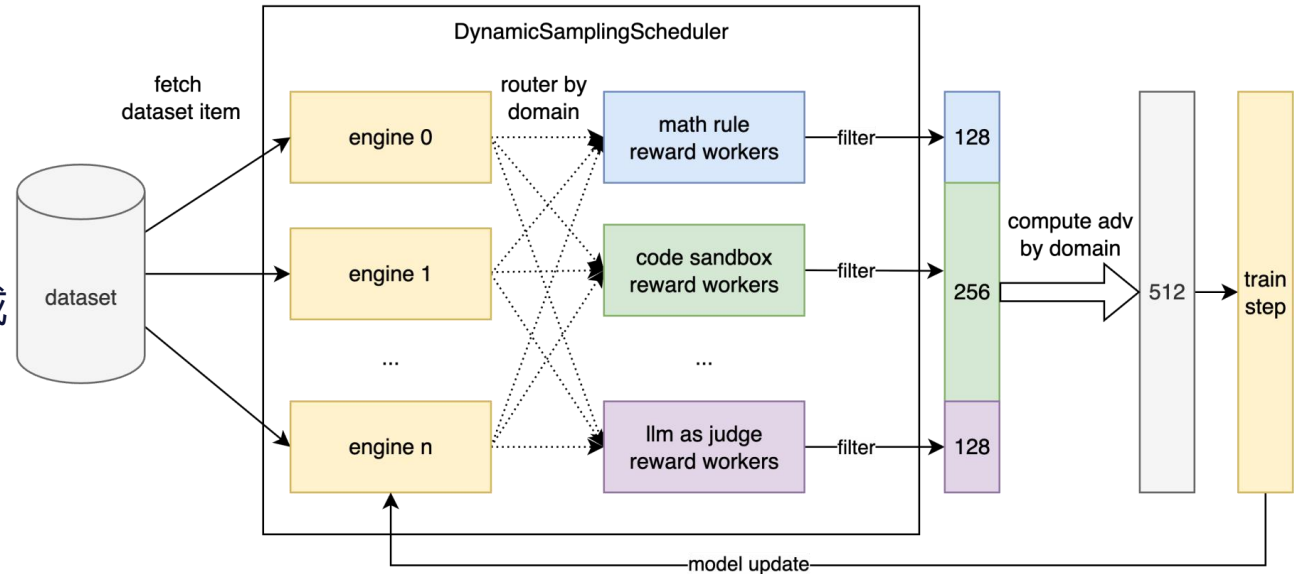 DynamicSamplingScheduler
fetch
dataset item
router by
domain
engine 0
math rule
reward workers
filter
128
engine 1
code sandbox
reward workers
filter
256
compute adv
by domain
512
train
step
dataset
...
...
engine n
llm as judge
reward workers
filter
128
model update